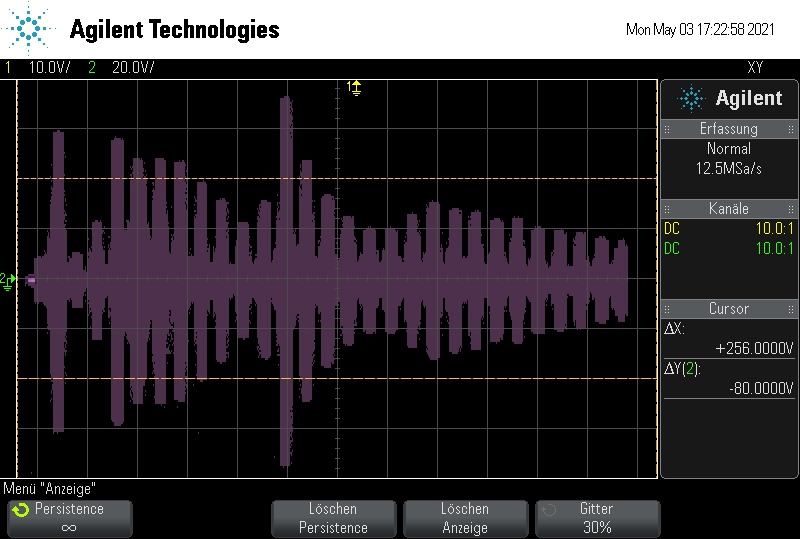 Agilent Technologies
Mon May 03 17:22:58 2021
1 10.0V/ 2 20.0V/ XY
1
2
Agilent
Erfassung
Normal
12.5MSa/s
Kanäle
DC 10.0:1
DC 10.0:1
Cursor
ΔX:
+256.0000V
ΔY(2):
-80.0000V
Menü "Anzeige"
Persistence
∞
Löschen
Persistence
Löschen
Anzeige
Gitter
30%